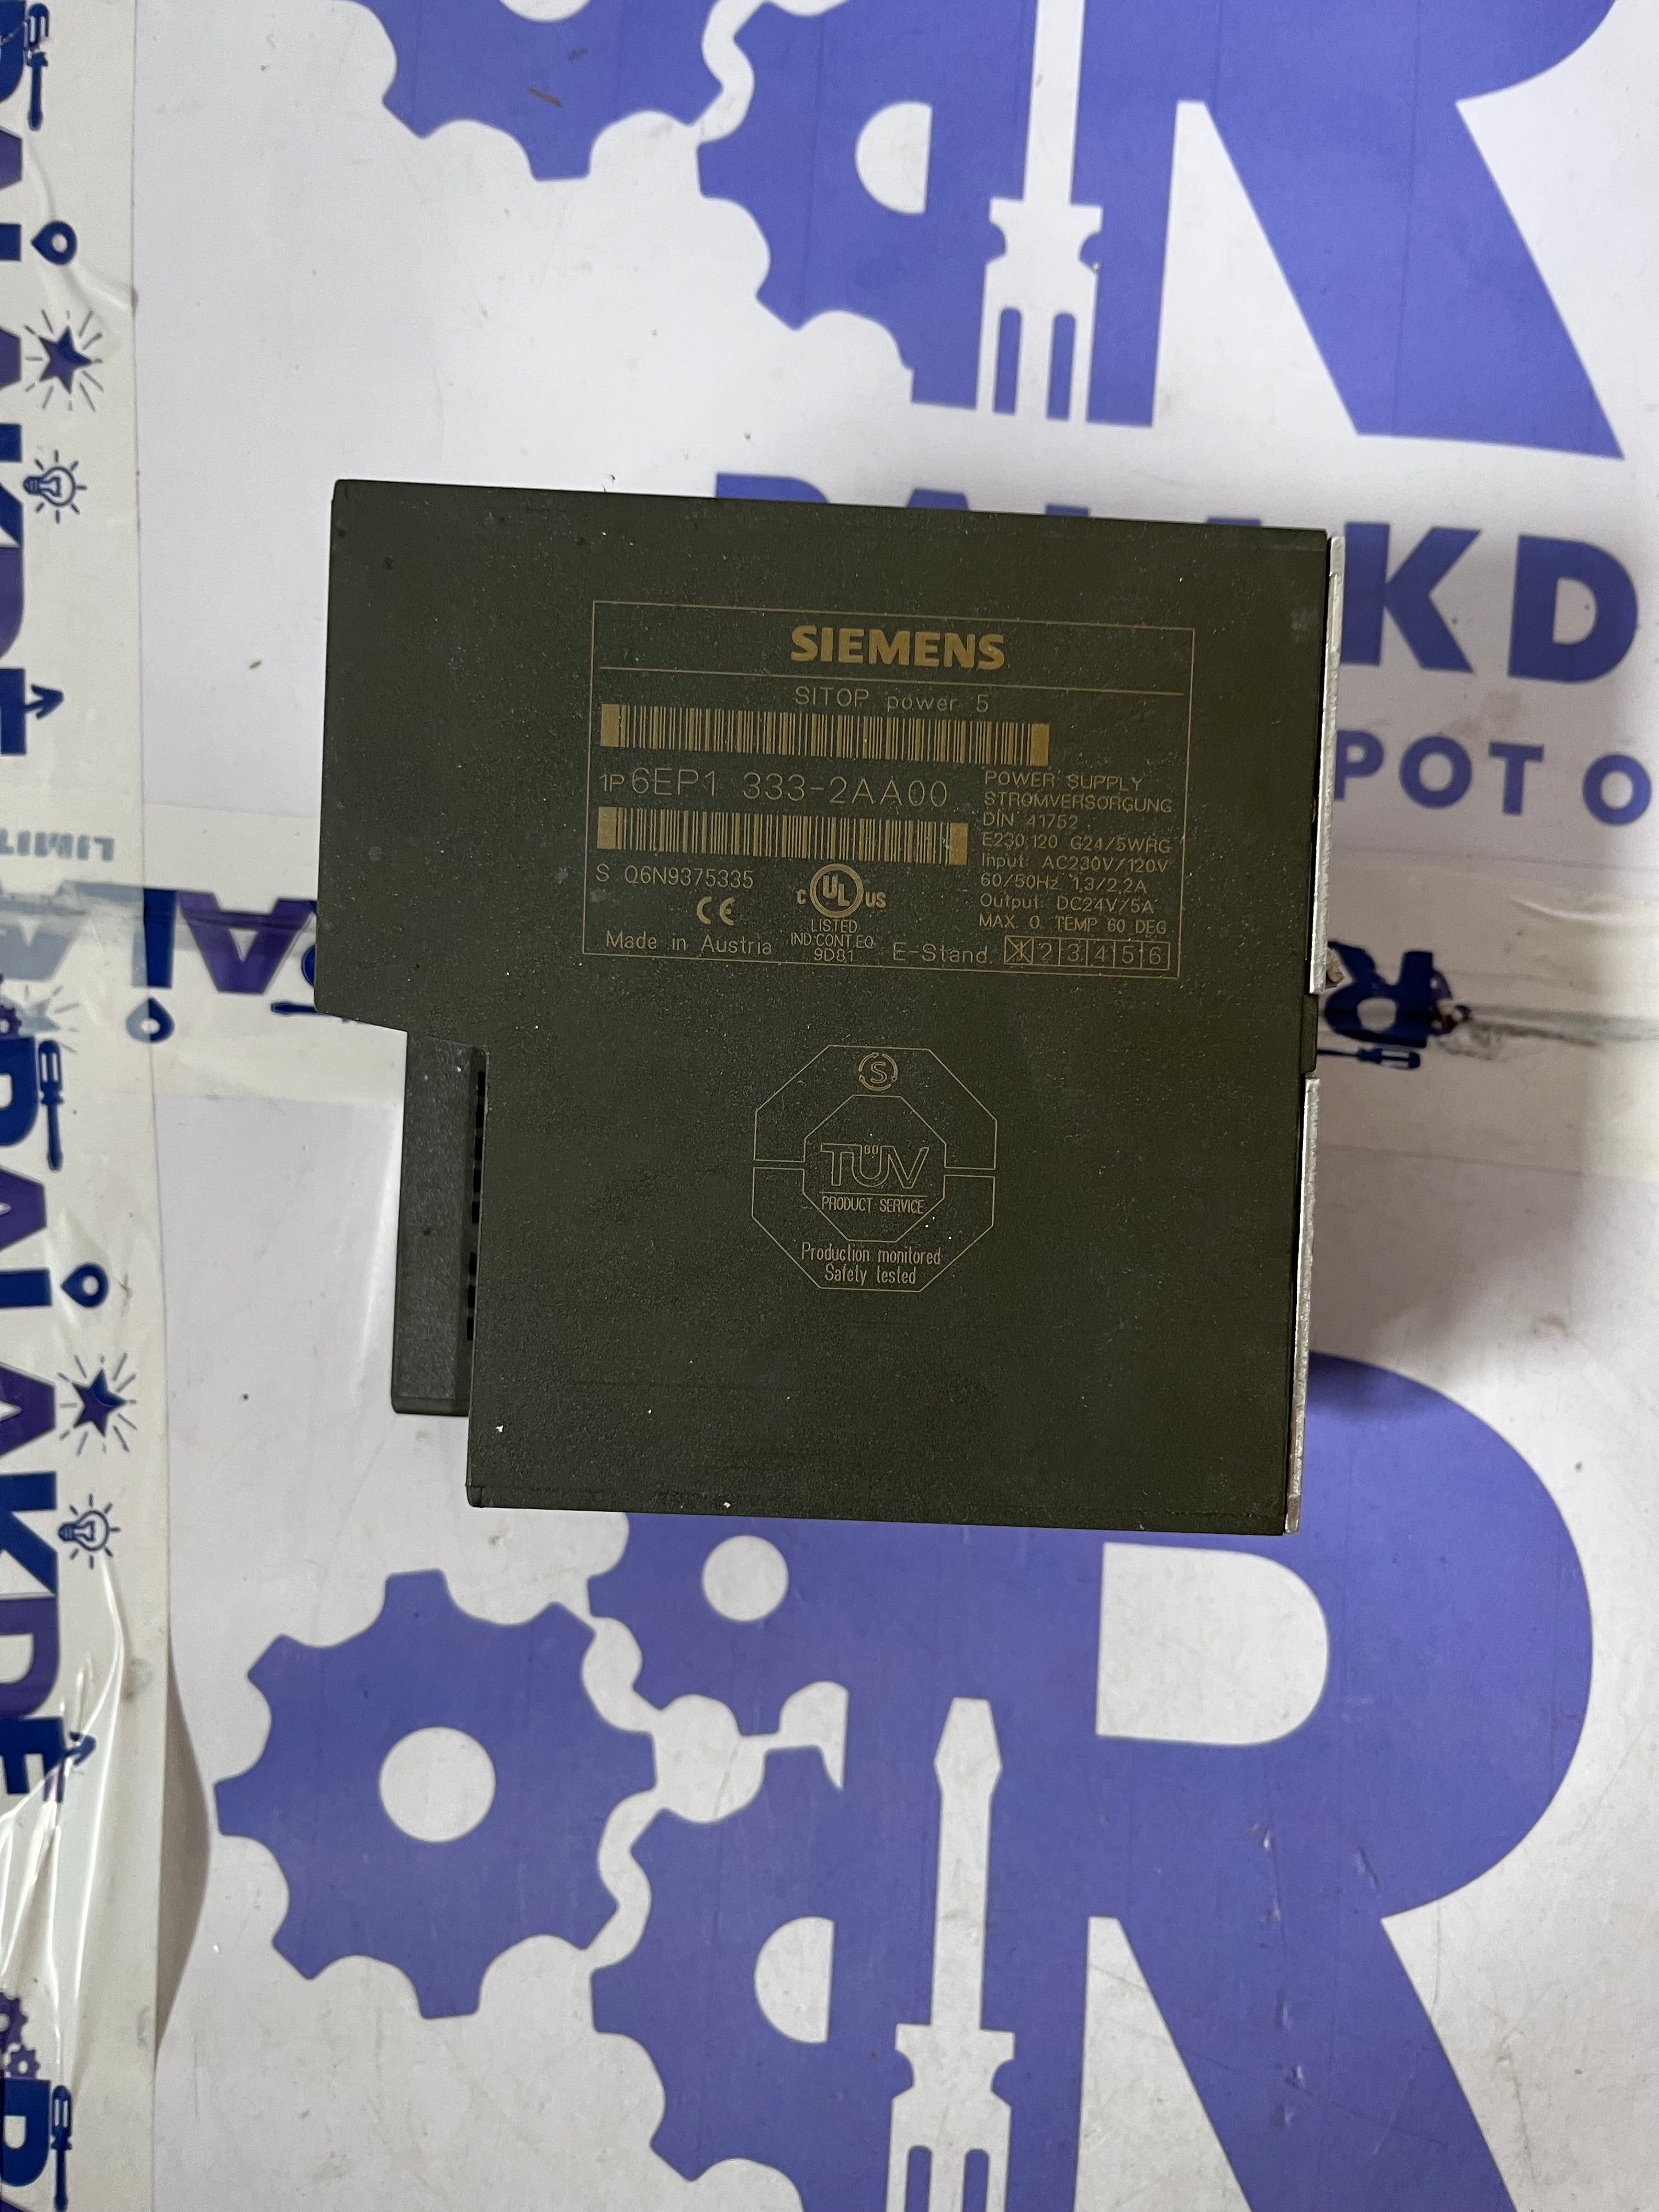 SIEMENS
SITOP power 5
1P 6EP1 333-2AA00
POWER SUPPLY
STROMVERSORGUNG
DIN 41752
E230/120 G24/5WRG
Input: AC230V/120V
60/50Hz 1,3/2,2A
Output: DC24V/5A
MAX. O. TEMP 60 DEG
S Q6N9375335
CE
C UL US
LISTED
IND.CONT.EQ
9D81
Made in Austria
E-Stand 1 2 3 4 5 6
S
TÜV
PRODUCT SERVICE
Production monitored
Safety tested
KD
POT O